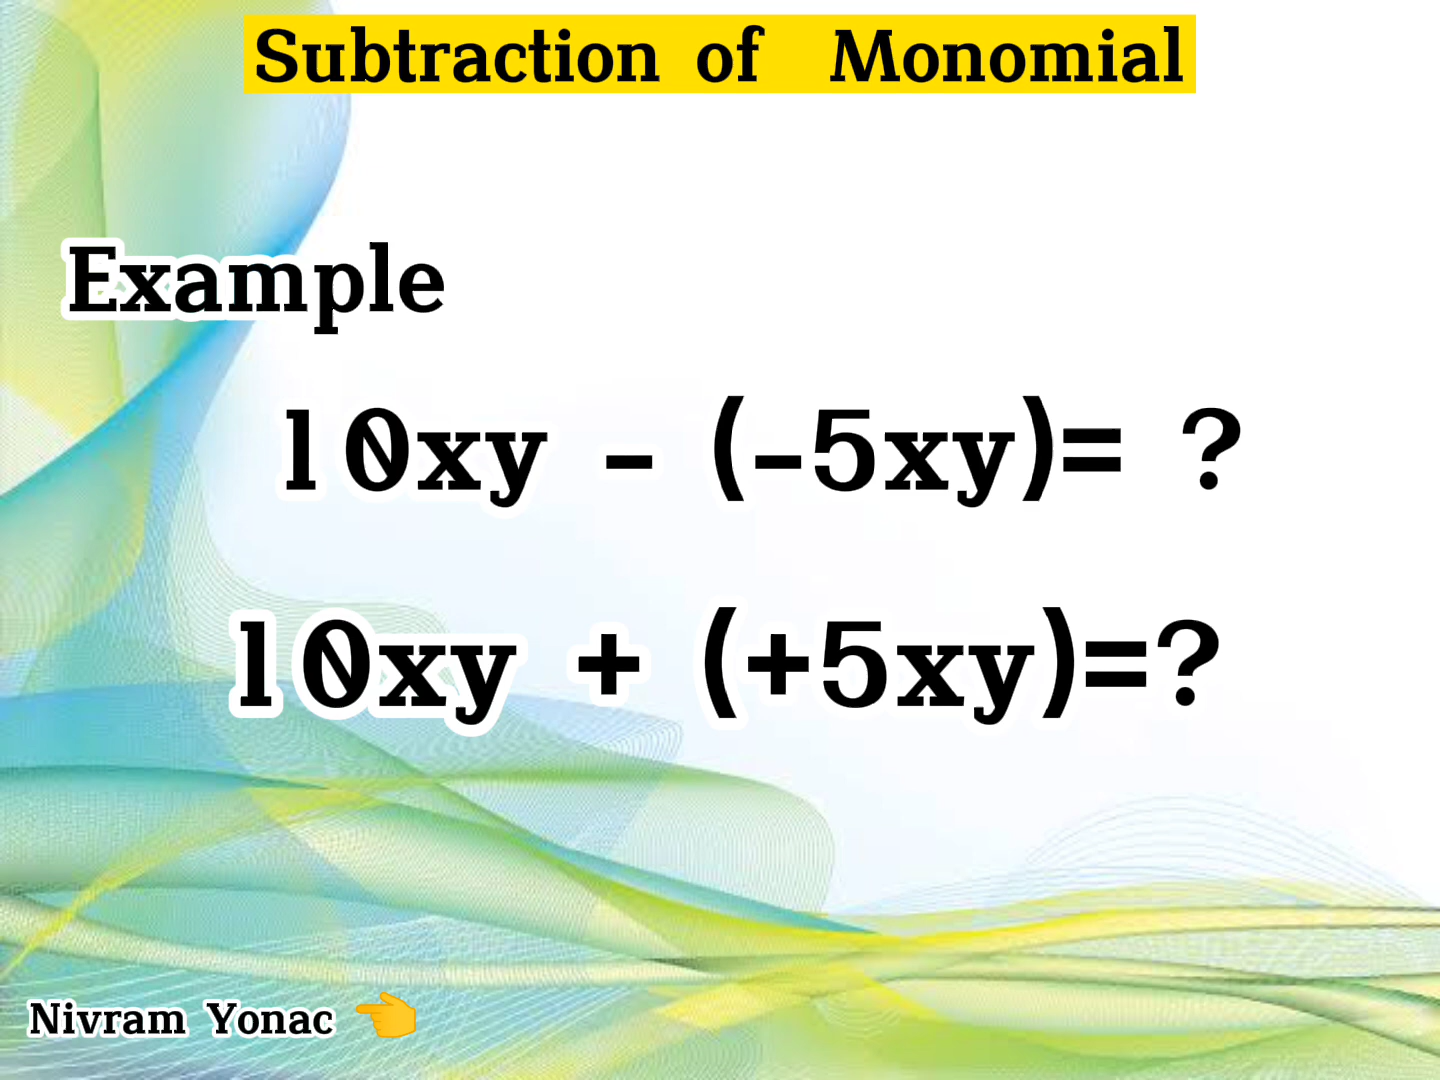 Subtraction of Monomial
Example
10xy - (-5xy)= ?
10xy + (+5xy)=?
Nivram Yonac